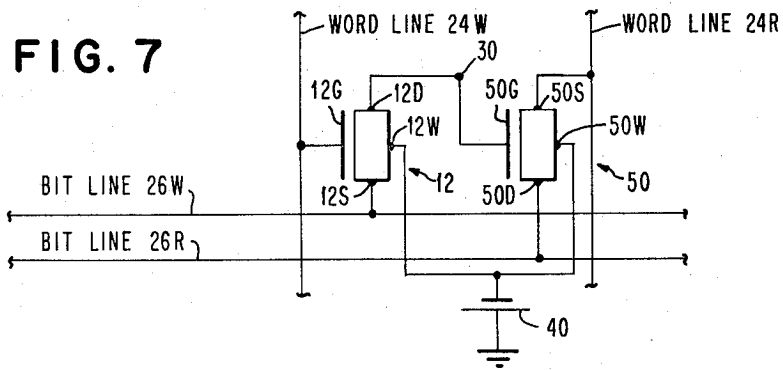 WORD LINE 24W
WORD LINE 24R
FIG. 7
30
12G
12D
50G
50S
12W
50W
12S
12
50D
50
BIT LINE 26W
BIT LINE 26R
40